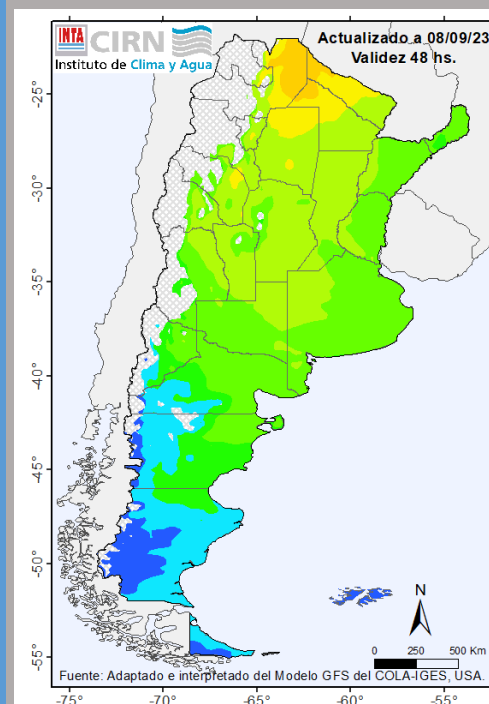 INTA CIRN
Instituto de Clima y Agua
Actualizado a 08/09/23
Validez 48 hs.
-25°
-30°
-35°
-40°
-45°
-50°
-55°
N
0 250 500 Km
Fuente: Adaptado e interpretado del Modelo GFS del COLA-IGES, USA.
-75° -70° -65° -60° -55°